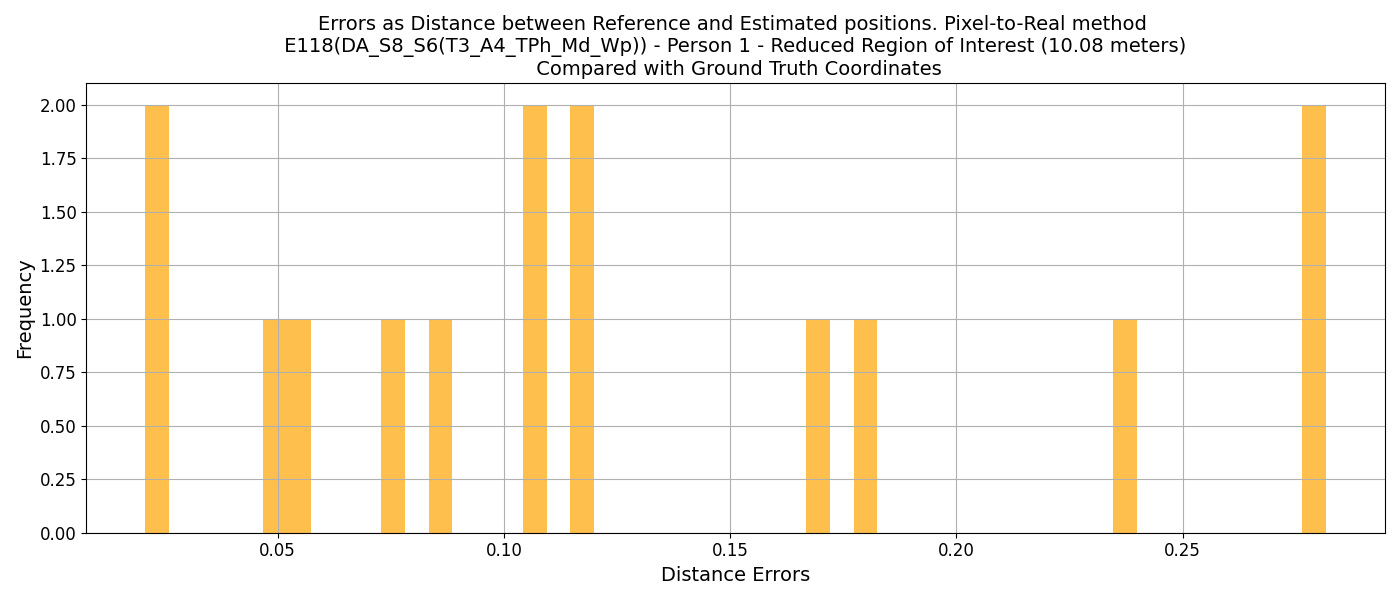 Errors as Distance between Reference and Estimated positions. Pixel-to-Real method
E118(DA_S8_S6(T3_A4_TPh_Md_Wp)) - Person 1 - Reduced Region of Interest (10.08 meters)
Compared with Ground Truth Coordinates
2.00
1.75
1.50
1.25
1.00
0.75
0.50
0.25
0.00
Frequency
0.05
0.10
0.15
0.20
0.25
Distance Errors